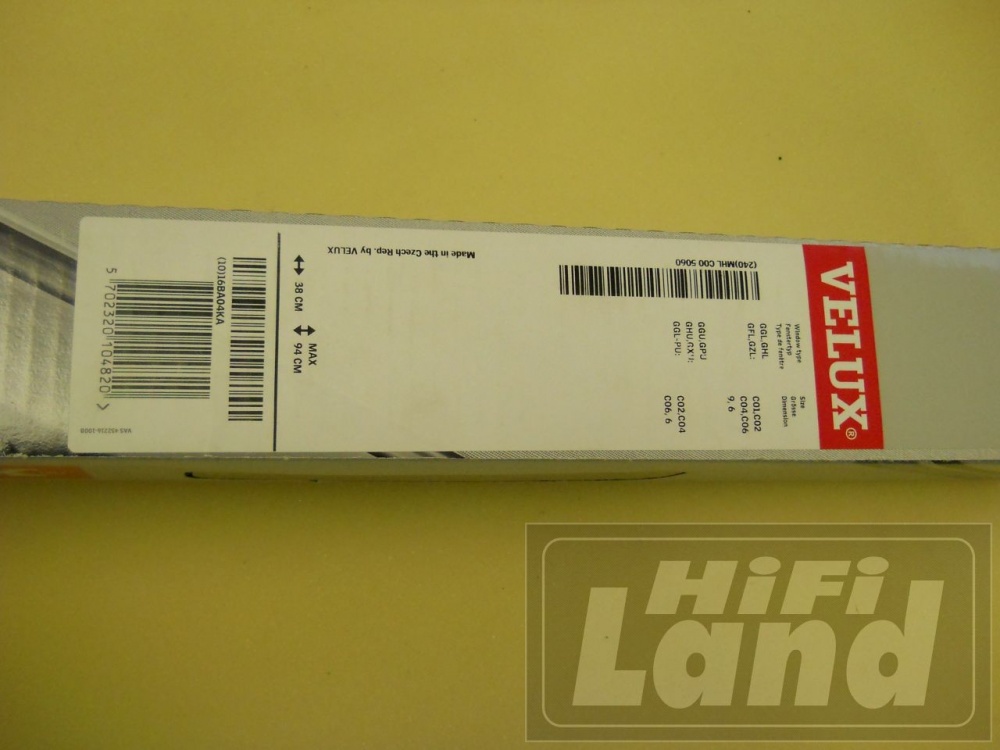 VELUX®
Window type
Fenstertyp
Type de fenêtre
Size
Grösse
Dimension
GGL,GHL
GFL,GZL:
C01,C02
C04,C06
9, 6
GGU,GPU
GHU,GXU:
GGL-PU:
C02,C04
C06, 6
(240)MHL C00 5060
Made in the Czech Rep. by VELUX
38 CM
MAX
94 CM
(10)16BA04KA
5 702320 104820 >
HiFi
Land